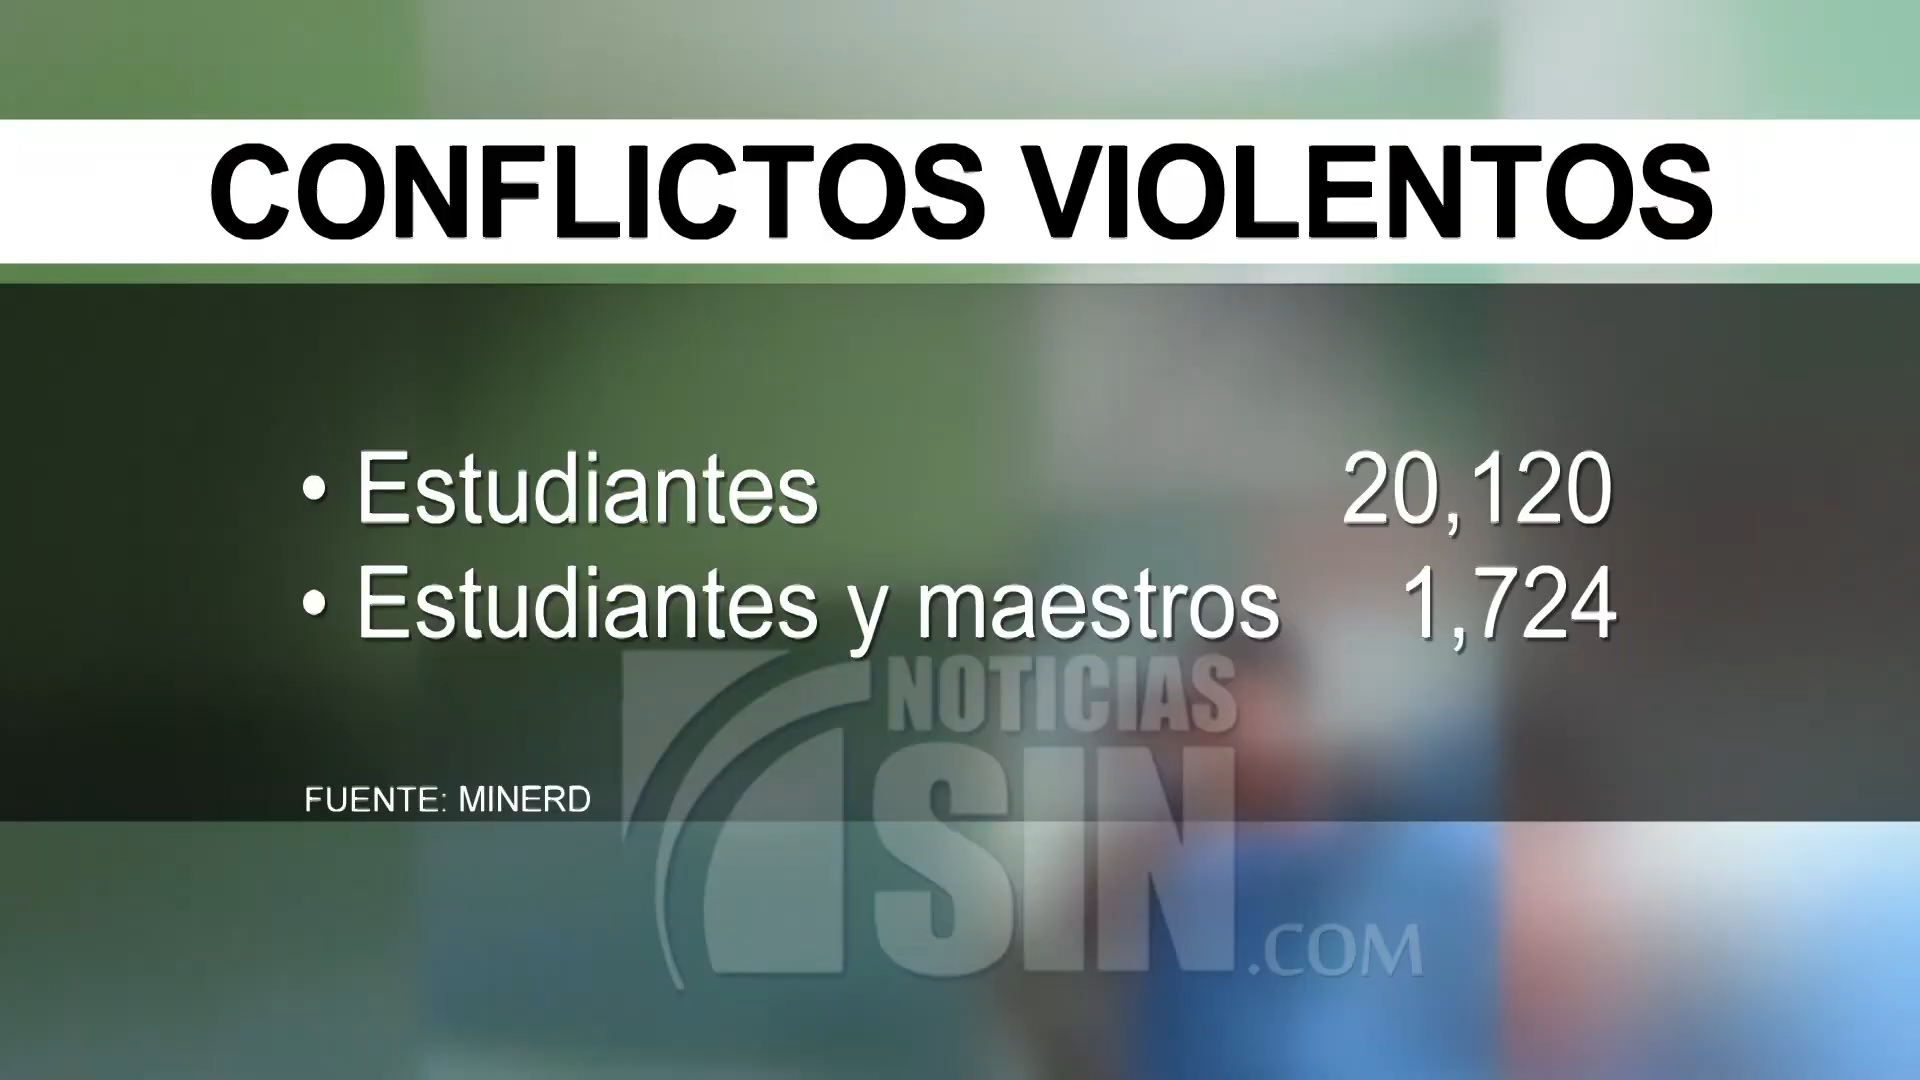 CONFLICTOS VIOLENTOS
• Estudiantes 20,120
• Estudiantes y maestros 1,724
NOTICIAS
SIN.COM
FUENTE: MINERD